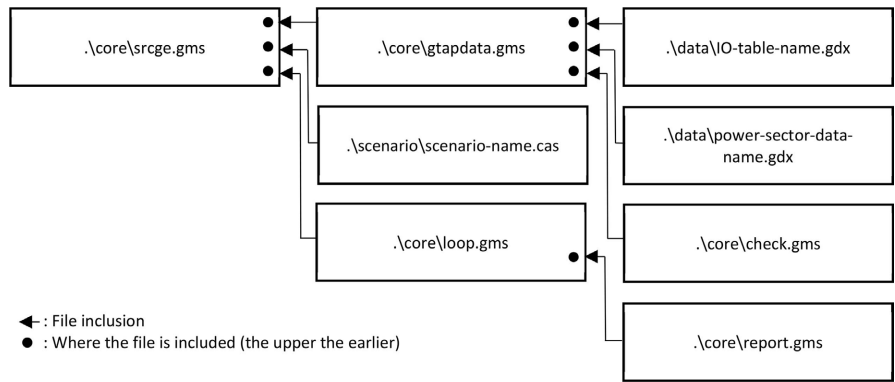 .\core\srcge.gms
.\core\gtapdata.gms
.\data\IO-table-name.gdx
.\scenario\scenario-name.cas
.\data\power-sector-data-
name.gdx
.\core\loop.gms
.\core\check.gms
.\core\report.gms
: File inclusion
: Where the file is included (the upper the earlier)